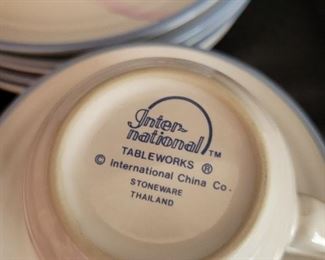 Inter-
national™
TABLEWORKS ®
© International China Co.
STONEWARE
THAILAND